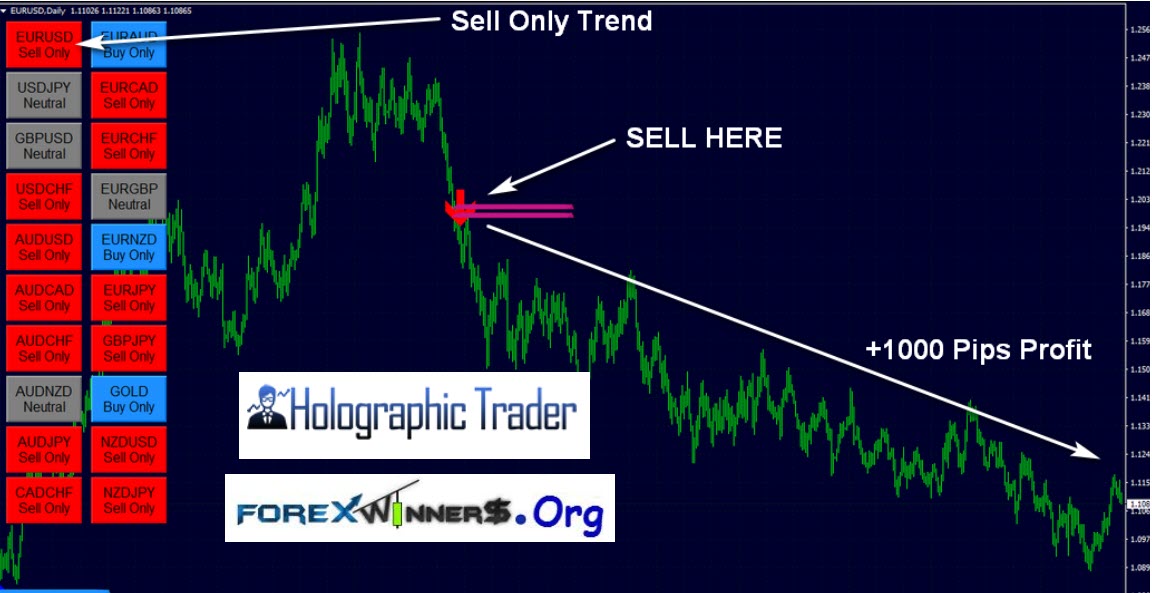 EURUSD,Daily 1.11026 1.11221 1.10863 1.10865
Sell Only Trend
EURUSD
Sell Only
EURAUD
Buy Only
USDJPY
Neutral
EURCAD
Sell Only
GBPUSD
Neutral
EURCHF
Sell Only
SELL HERE
USDCHF
Sell Only
EURGBP
Neutral
AUDUSD
Sell Only
EURNZD
Buy Only
AUDCAD
Sell Only
EURJPY
Sell Only
AUDCHF
Sell Only
GBPJPY
Sell Only
+1000 Pips Profit
AUDNZD
Neutral
GOLD
Buy Only
Holographic Trader
AUDJPY
Sell Only
NZDUSD
Sell Only
CADCHF
Sell Only
NZDJPY
Sell Only
FOREXWINNER$.Org
1.256
1.247
1.238
1.230
1.221
1.212
1.203
1.194
1.186
1.177
1.168
1.159
1.150
1.141
1.133
1.124
1.115
1.108
1.106
1.097
1.089